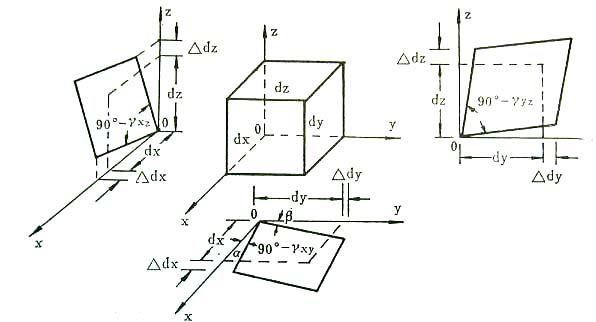 z
△dz
dz
90°-γxz
0
dx
△dx
x
z
dz
dx
0
dy
y
x
z
△dz
dz
90°-γyz
0
dy
△dy
y
0
dy
△dy
y
β
dx
△dx
α
90°-γxy
x